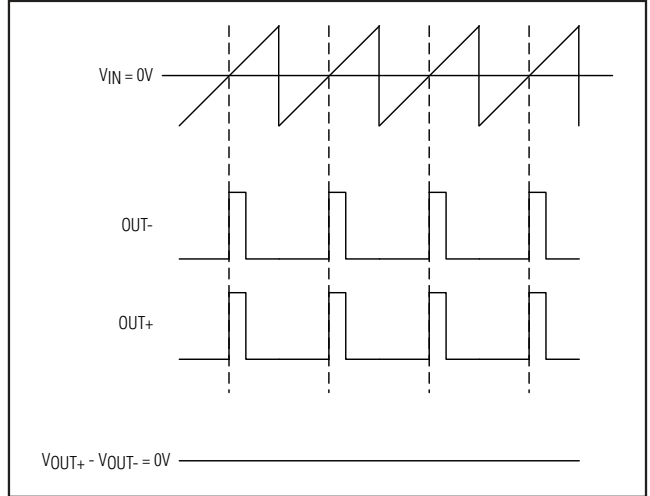 VIN = 0V
OUT-
OUT+
VOUT+ - VOUT- = 0V